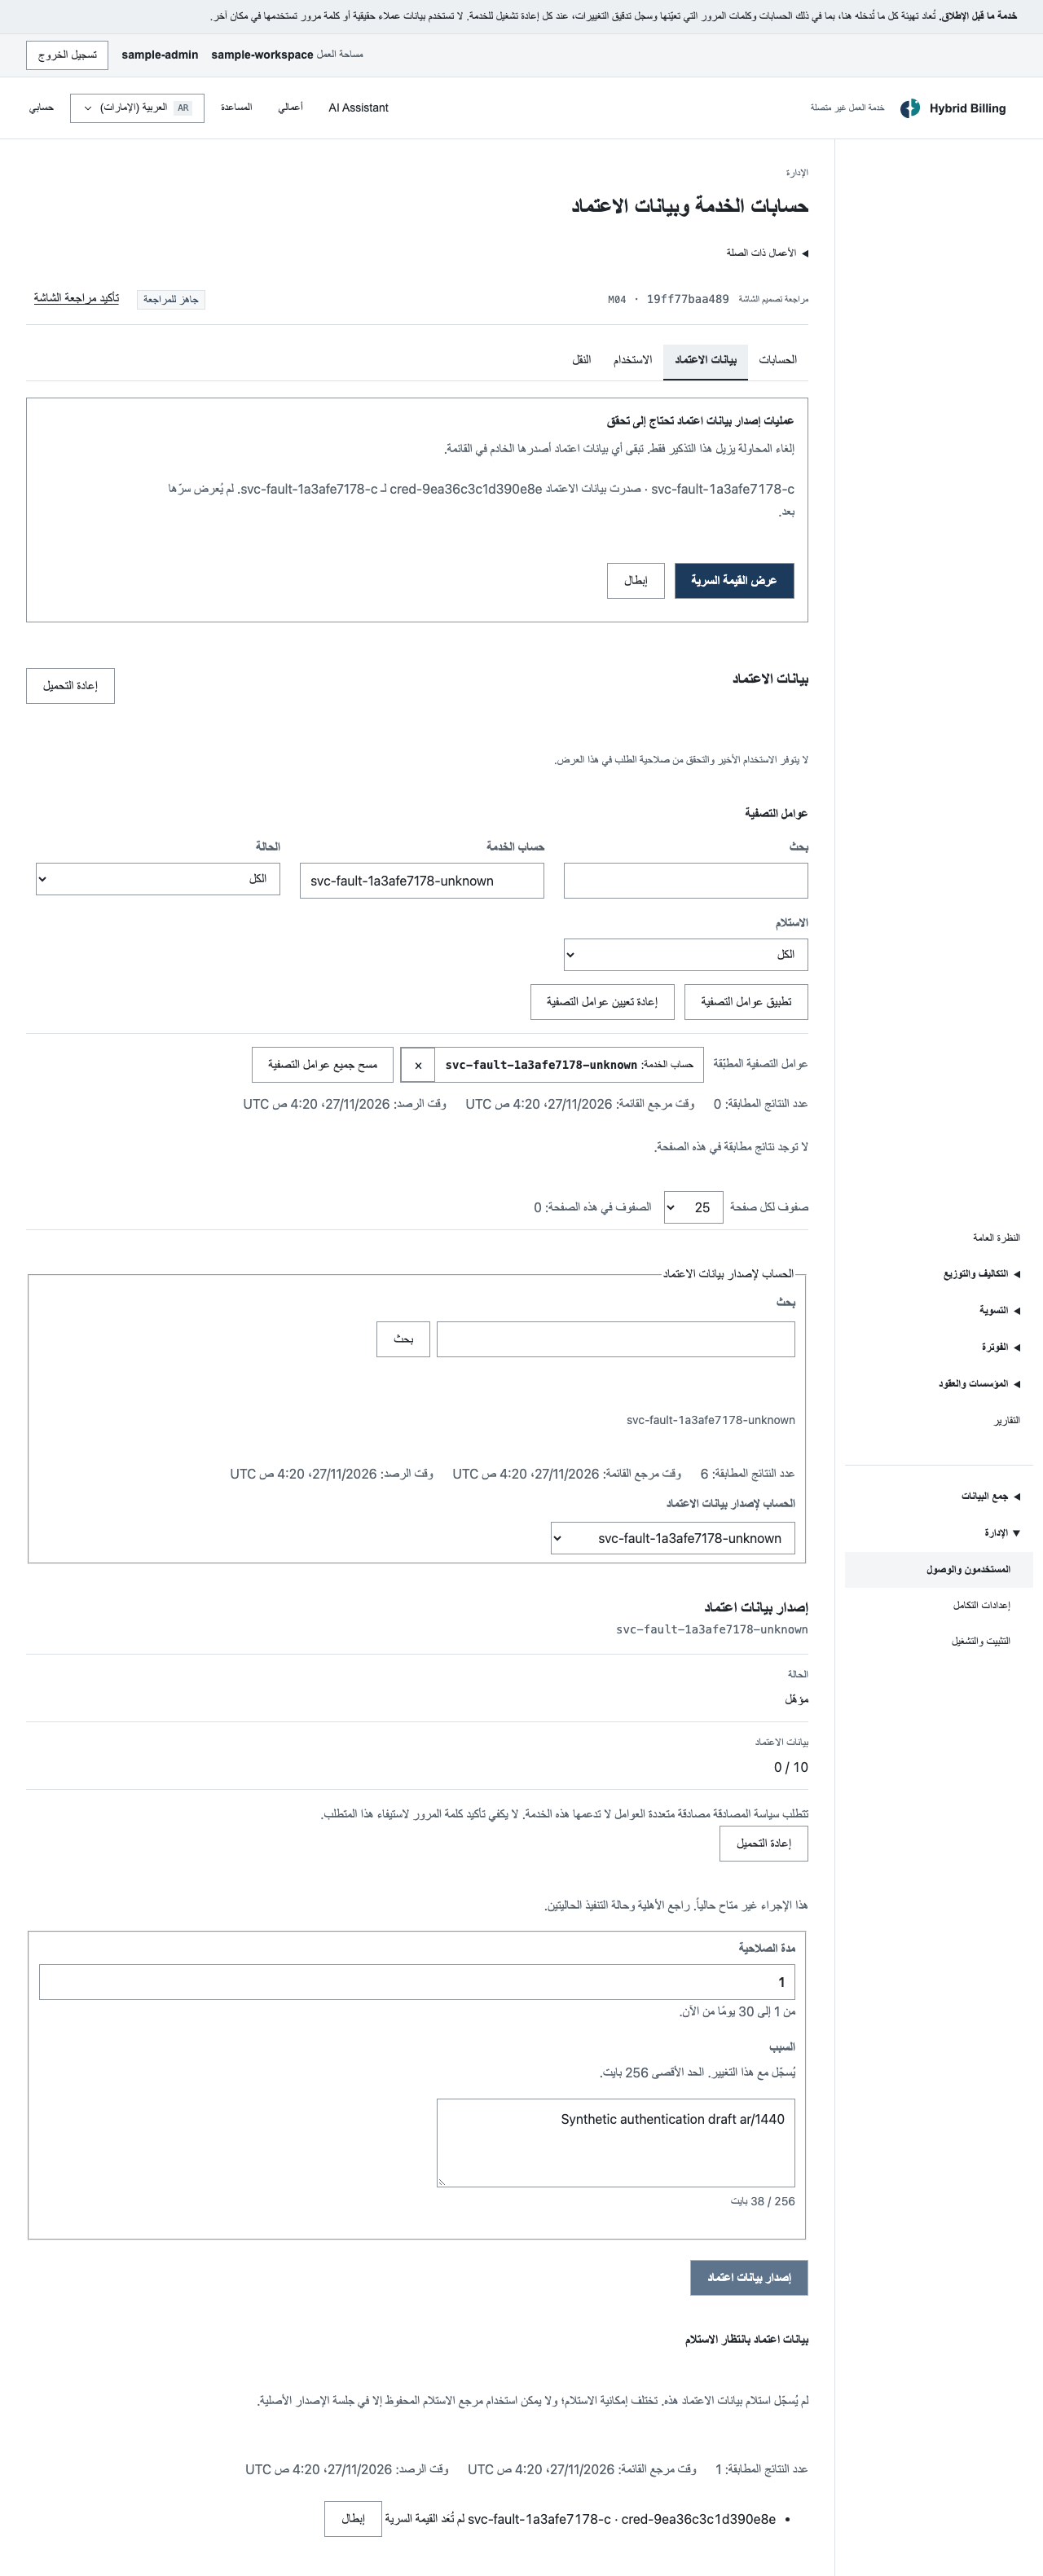 خدمة ما قبل الإطلاق. تُعاد تهيئة كل ما تُدخله هنا، بما في ذلك الحسابات وكلمات المرور التي تعيّنها وسجل تدقيق التغييرات، عند كل إعادة تشغيل للخدمة. لا تستخدم بيانات عملاء حقيقية أو كلمة مرور تستخدمها في مكان آخر.
مساحة العمل sample-workspace sample-admin تسجيل الخروج
Hybrid Billing خدمة العمل غير متصلة AI Assistant أعمالي المساعدة AR العربية (الإمارات) حسابي
الإدارة
حسابات الخدمة وبيانات الاعتماد
الأعمال ذات الصلة
مراجعة تصميم الشاشة M04 · 19ff77baa489 جاهز للمراجعة تأكيد مراجعة الشاشة
الحسابات بيانات الاعتماد الاستخدام النقل
عمليات إصدار بيانات اعتماد تحتاج إلى تحقق
إلغاء المحاولة يزيل هذا التذكير فقط. تبقى أي بيانات اعتماد أصدرها الخادم في القائمة.
svc-fault-1a3afe7178-c · صدرت بيانات الاعتماد cred-9ea36c3c1d390e8e لـ svc-fault-1a3afe7178-c. لم يُعرض سرّها
بعد.
عرض القيمة السرية إبطال
بيانات الاعتماد إعادة التحميل
لا يتوفر الاستخدام الأخير والتحقق من صلاحية الطلب في هذا العرض.
عوامل التصفية
بحث حساب الخدمة الحالة
svc-fault-1a3afe7178-unknown الكل
الاستلام
الكل
تطبيق عوامل التصفية إعادة تعيين عوامل التصفية
عوامل التصفية المطبّقة حساب الخدمة: svc-fault-1a3afe7178-unknown × مسح جميع عوامل التصفية
عدد النتائج المطابقة: 0 وقت مرجع القائمة: 27/11/2026، 4:20 ص UTC وقت الرصد: 27/11/2026، 4:20 ص UTC
لا توجد نتائج مطابقة في هذه الصفحة.
صفوف لكل صفحة 25 الصفوف في هذه الصفحة: 0
النظرة العامة
التكاليف والتوزيع
التسوية
الفوترة
المؤسسات والعقود
التقارير
جمع البيانات
الإدارة
المستخدمون والوصول
إعدادات التكامل
التثبيت والتشغيل
الحساب لإصدار بيانات الاعتماد
بحث
بحث
svc-fault-1a3afe7178-unknown
عدد النتائج المطابقة: 6 وقت مرجع القائمة: 27/11/2026، 4:20 ص UTC وقت الرصد: 27/11/2026، 4:20 ص UTC
الحساب لإصدار بيانات الاعتماد
svc-fault-1a3afe7178-unknown
إصدار بيانات اعتماد
svc-fault-1a3afe7178-unknown
الحالة
مؤهّل
بيانات الاعتماد
0 / 10
تتطلب سياسة المصادقة مصادقة متعددة العوامل لا تدعمها هذه الخدمة. لا يكفي تأكيد كلمة المرور لاستيفاء هذا المتطلب.
إعادة التحميل
هذا الإجراء غير متاح حالياً. راجع الأهلية وحالة التنفيذ الحاليتين.
مدة الصلاحية
1
من 1 إلى 30 يومًا من الآن.
السبب
يُسجّل مع هذا التغيير. الحد الأقصى 256 بايت.
Synthetic authentication draft ar/1440
38 / 256 بايت
إصدار بيانات اعتماد
بيانات اعتماد بانتظار الاستلام
لم يُسجّل استلام بيانات الاعتماد هذه. تختلف إمكانية الاستلام؛ ولا يمكن استخدام مرجع الاستلام المحفوظ إلا في جلسة الإصدار الأصلية.
عدد النتائج المطابقة: 1 وقت مرجع القائمة: 27/11/2026، 4:20 ص UTC وقت الرصد: 27/11/2026، 4:20 ص UTC
• svc-fault-1a3afe7178-c · cred-9ea36c3c1d390e8e لم تُعَد القيمة السرية إبطال